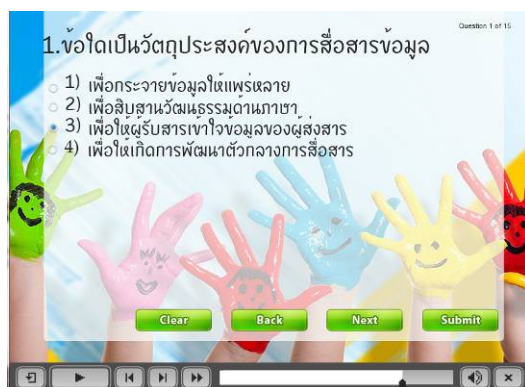 Question 1 of 15
1.ข้อใดเป็นวัตถุประสงค์ของการสื่อสารข้อมูล
1) เพื่อกระจายข้อมูลให้แพร่หลาย
2) เพื่อสืบสานวัฒนธรรมด้านภาษา
3) เพื่อให้ผู้รับสารเข้าใจข้อมูลของผู้ส่งสาร
4) เพื่อให้เกิดการพัฒนาตัวกลางการสื่อสาร
Clear Back Next Submit